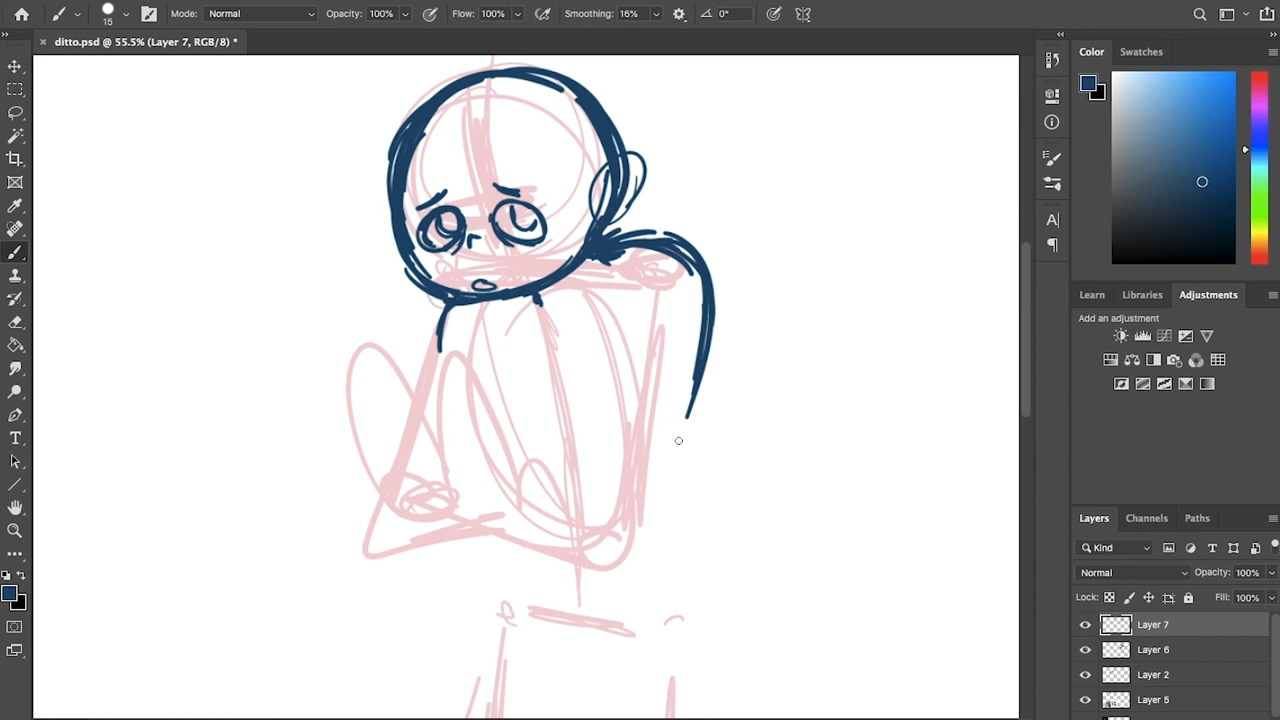 15
Mode: Normal
Opacity: 100%
Flow: 100%
Smoothing: 16%
0°
ditto.psd @ 55.5% (Layer 7, RGB/8) *
Color
Swatches
Learn
Libraries
Adjustments
Add an adjustment
Layers
Channels
Paths
Kind
Normal
Opacity: 100%
Lock:
Fill: 100%
Layer 7
Layer 6
Layer 2
Layer 5